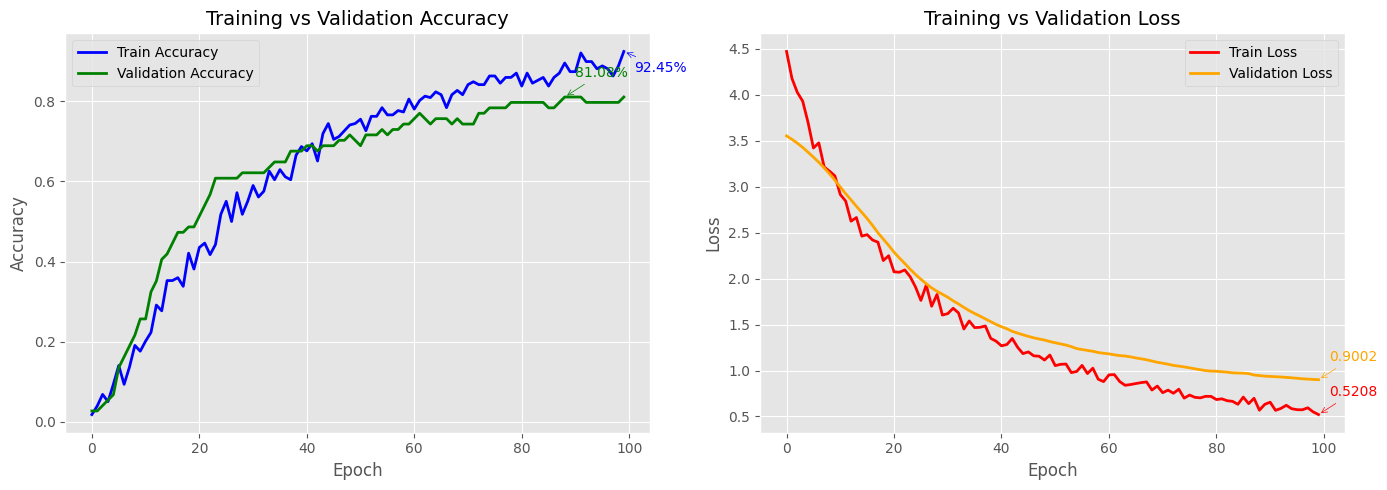 Training vs Validation Accuracy
Train Accuracy
Validation Accuracy
92.45%
81.08%
0.8
0.6
0.4
0.2
0.0
Accuracy
0 20 40 60 80 100
Epoch
Training vs Validation Loss
Train Loss
Validation Loss
4.5
4.0
3.5
3.0
2.5
2.0
1.5
1.0
0.5
0.9002
0.5208
Loss
0 20 40 60 80 100
Epoch